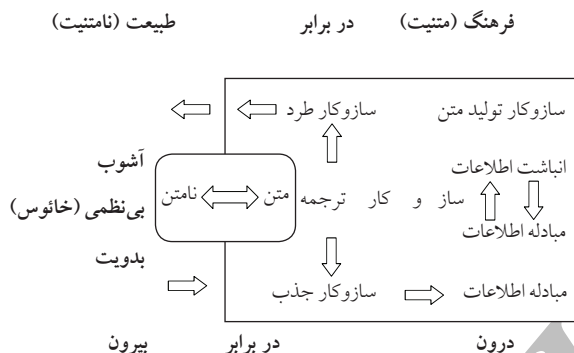 فرهنگ (متنیت) در برابر طبیعت (نامتنیت)
سازوکار تولید متن سازوکار طرد
آشوب
انباشت اطلاعات
ساز و کار ترجمه متن نامتن
بی‌نظمی (خائوس)
مبادله اطلاعات
بدویت
مبادله اطلاعات سازوکار جذب
درون در برابر بیرون